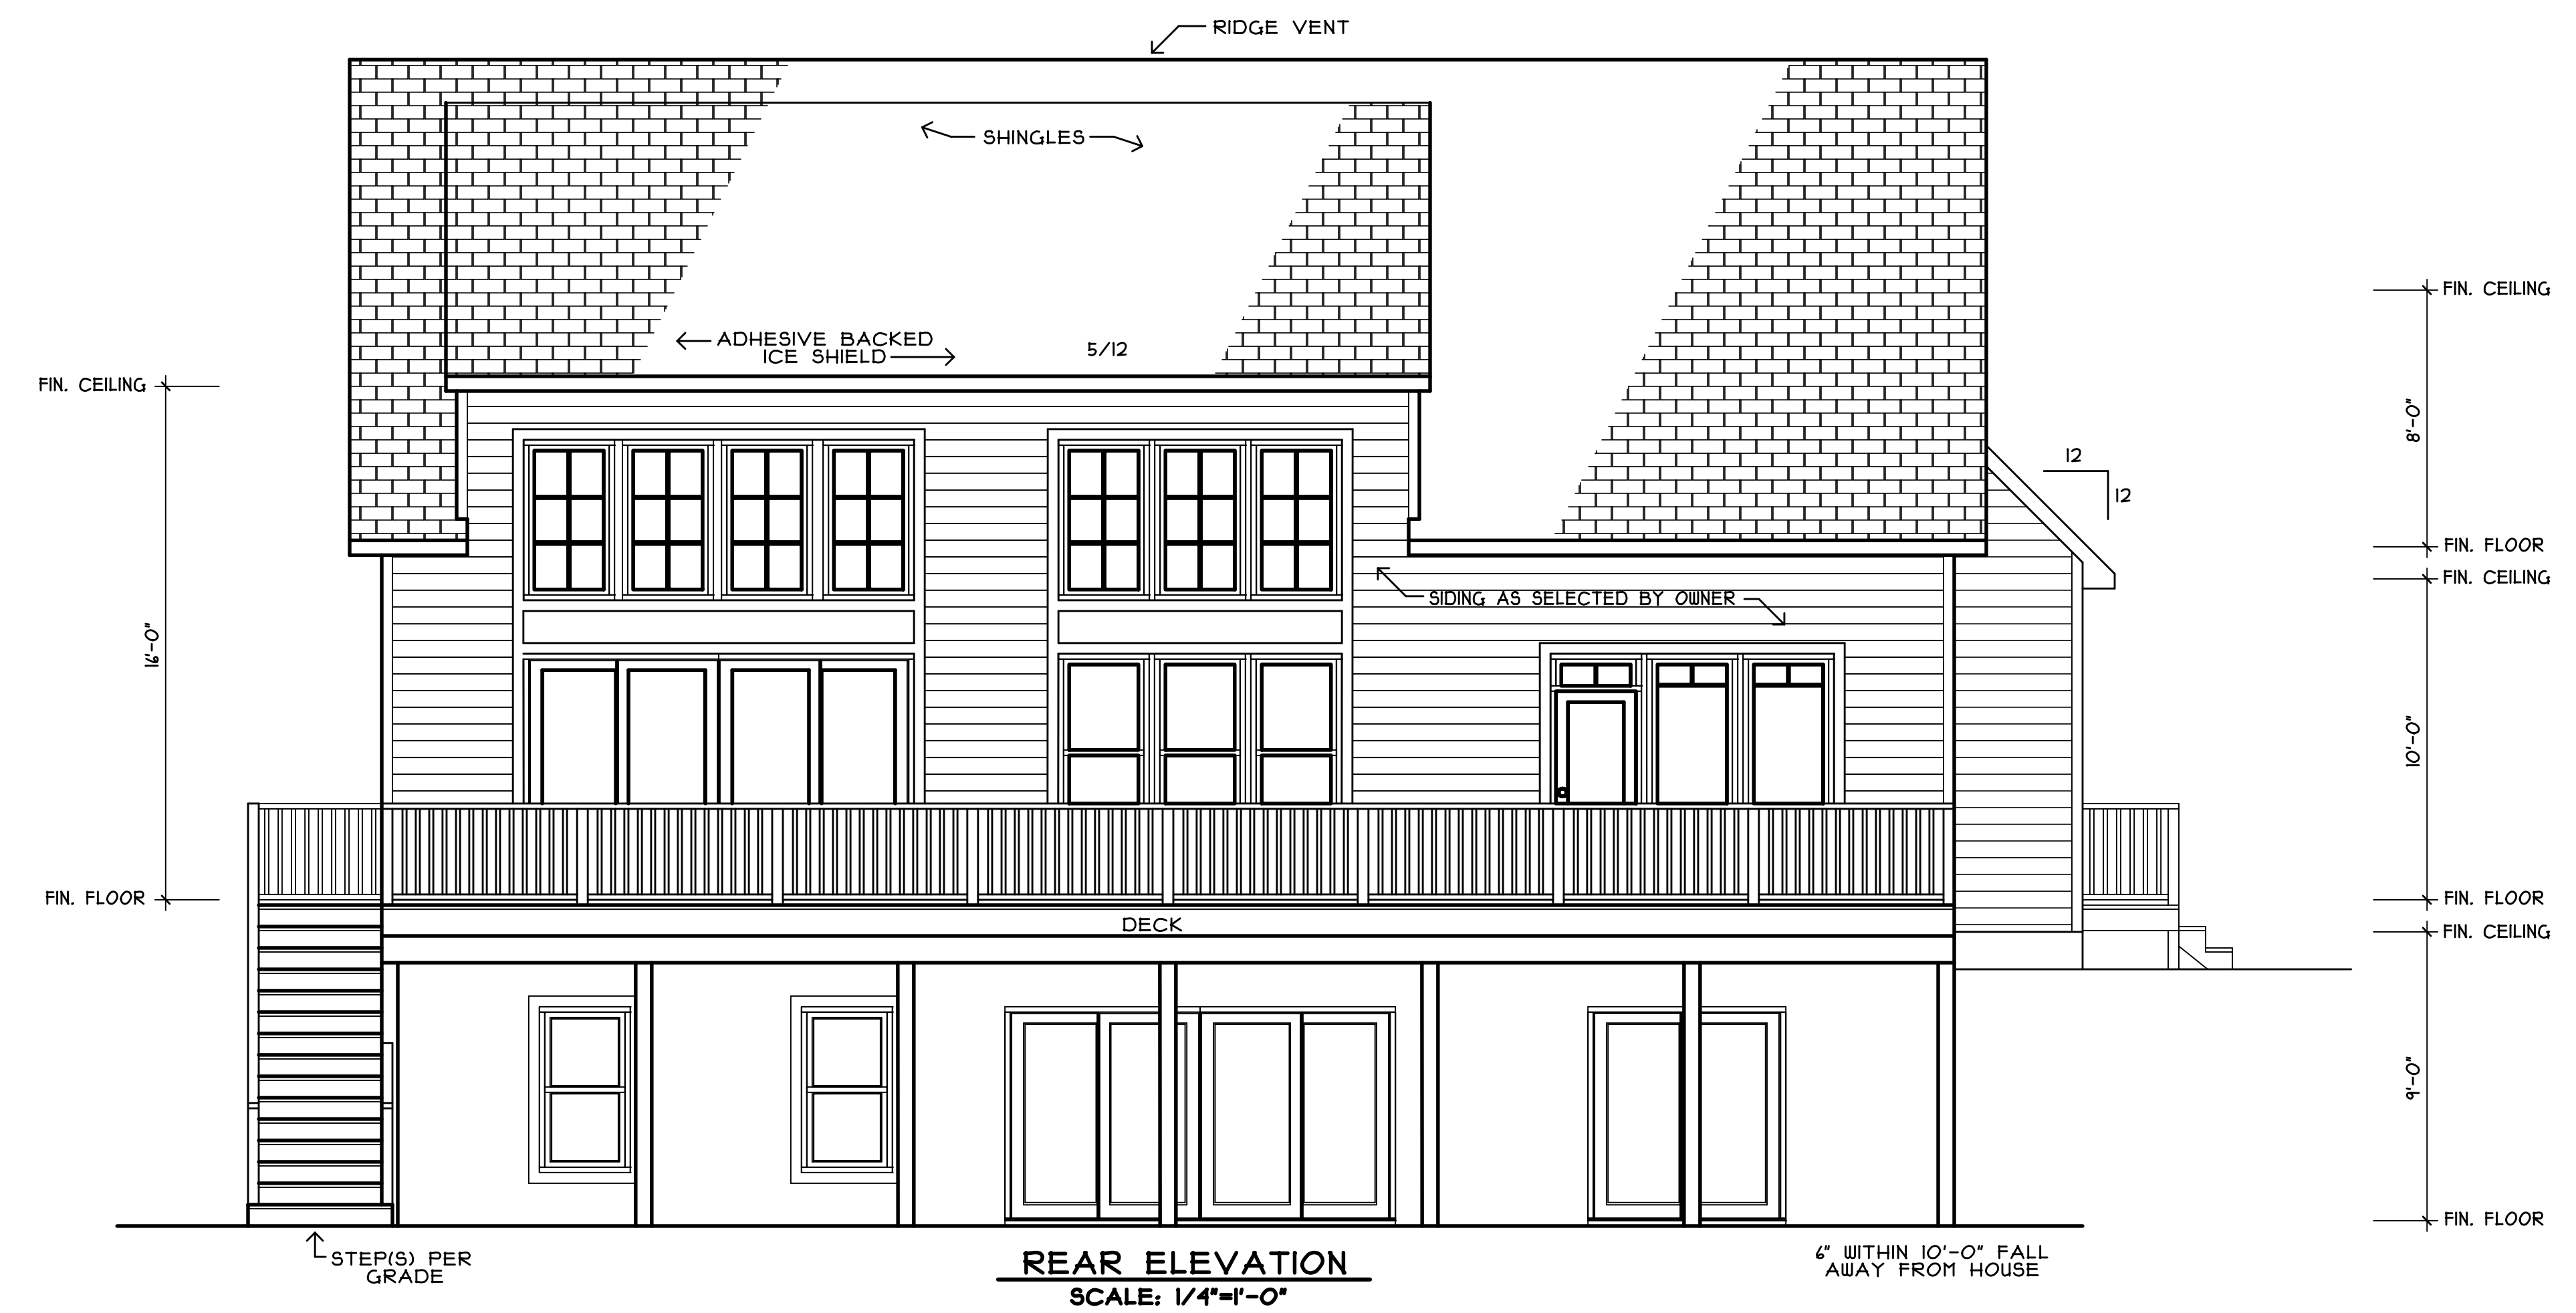 RIDGE VENT
SHINGLES
ADHESIVE BACKED
ICE SHIELD
5/12
FIN. CEILING
FIN. CEILING
8'-0"
12
12
FIN. FLOOR
FIN. CEILING
SIDING AS SELECTED BY OWNER
16'-0"
10'-0"
FIN. FLOOR
FIN. FLOOR
DECK
FIN. CEILING
9'-0"
FIN. FLOOR
STEP(S) PER
GRADE
REAR ELEVATION
SCALE: 1/4"=1'-0"
6" WITHIN 10'-0" FALL
AWAY FROM HOUSE